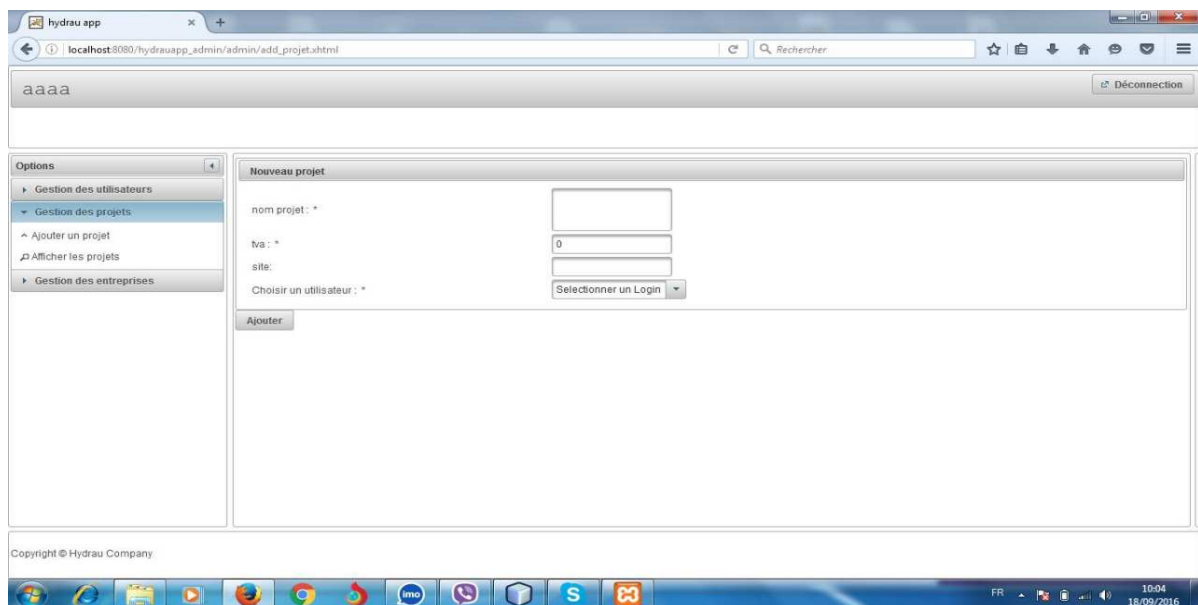 hydrau app
localhost:8080/hydrauapp_admin/admin/add_projet.xhtml
Rechercher
aaaa
Déconnection
Options
Gestion des utilisateurs
Gestion des projets
Ajouter un projet
Afficher les projets
Gestion des entreprises
Nouveau projet
nom projet : *
tva : *
0
site:
Choisir un utilisateur : *
Selectionner un Login
Ajouter
Copyright © Hydrau Company
imo
S
FR
10:04
18/09/2016